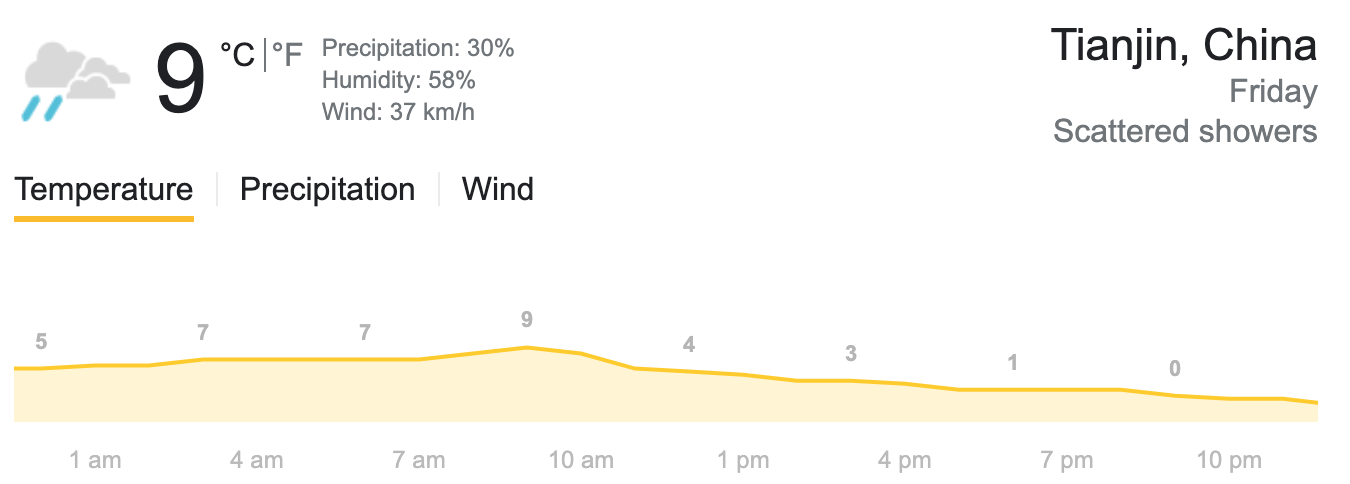 9 °C | °F
Precipitation: 30%
Humidity: 58%
Wind: 37 km/h
Tianjin, China
Friday
Scattered showers
Temperature
Precipitation
Wind
5 7 7 9 4 3 1 0
1 am 4 am 7 am 10 am 1 pm 4 pm 7 pm 10 pm